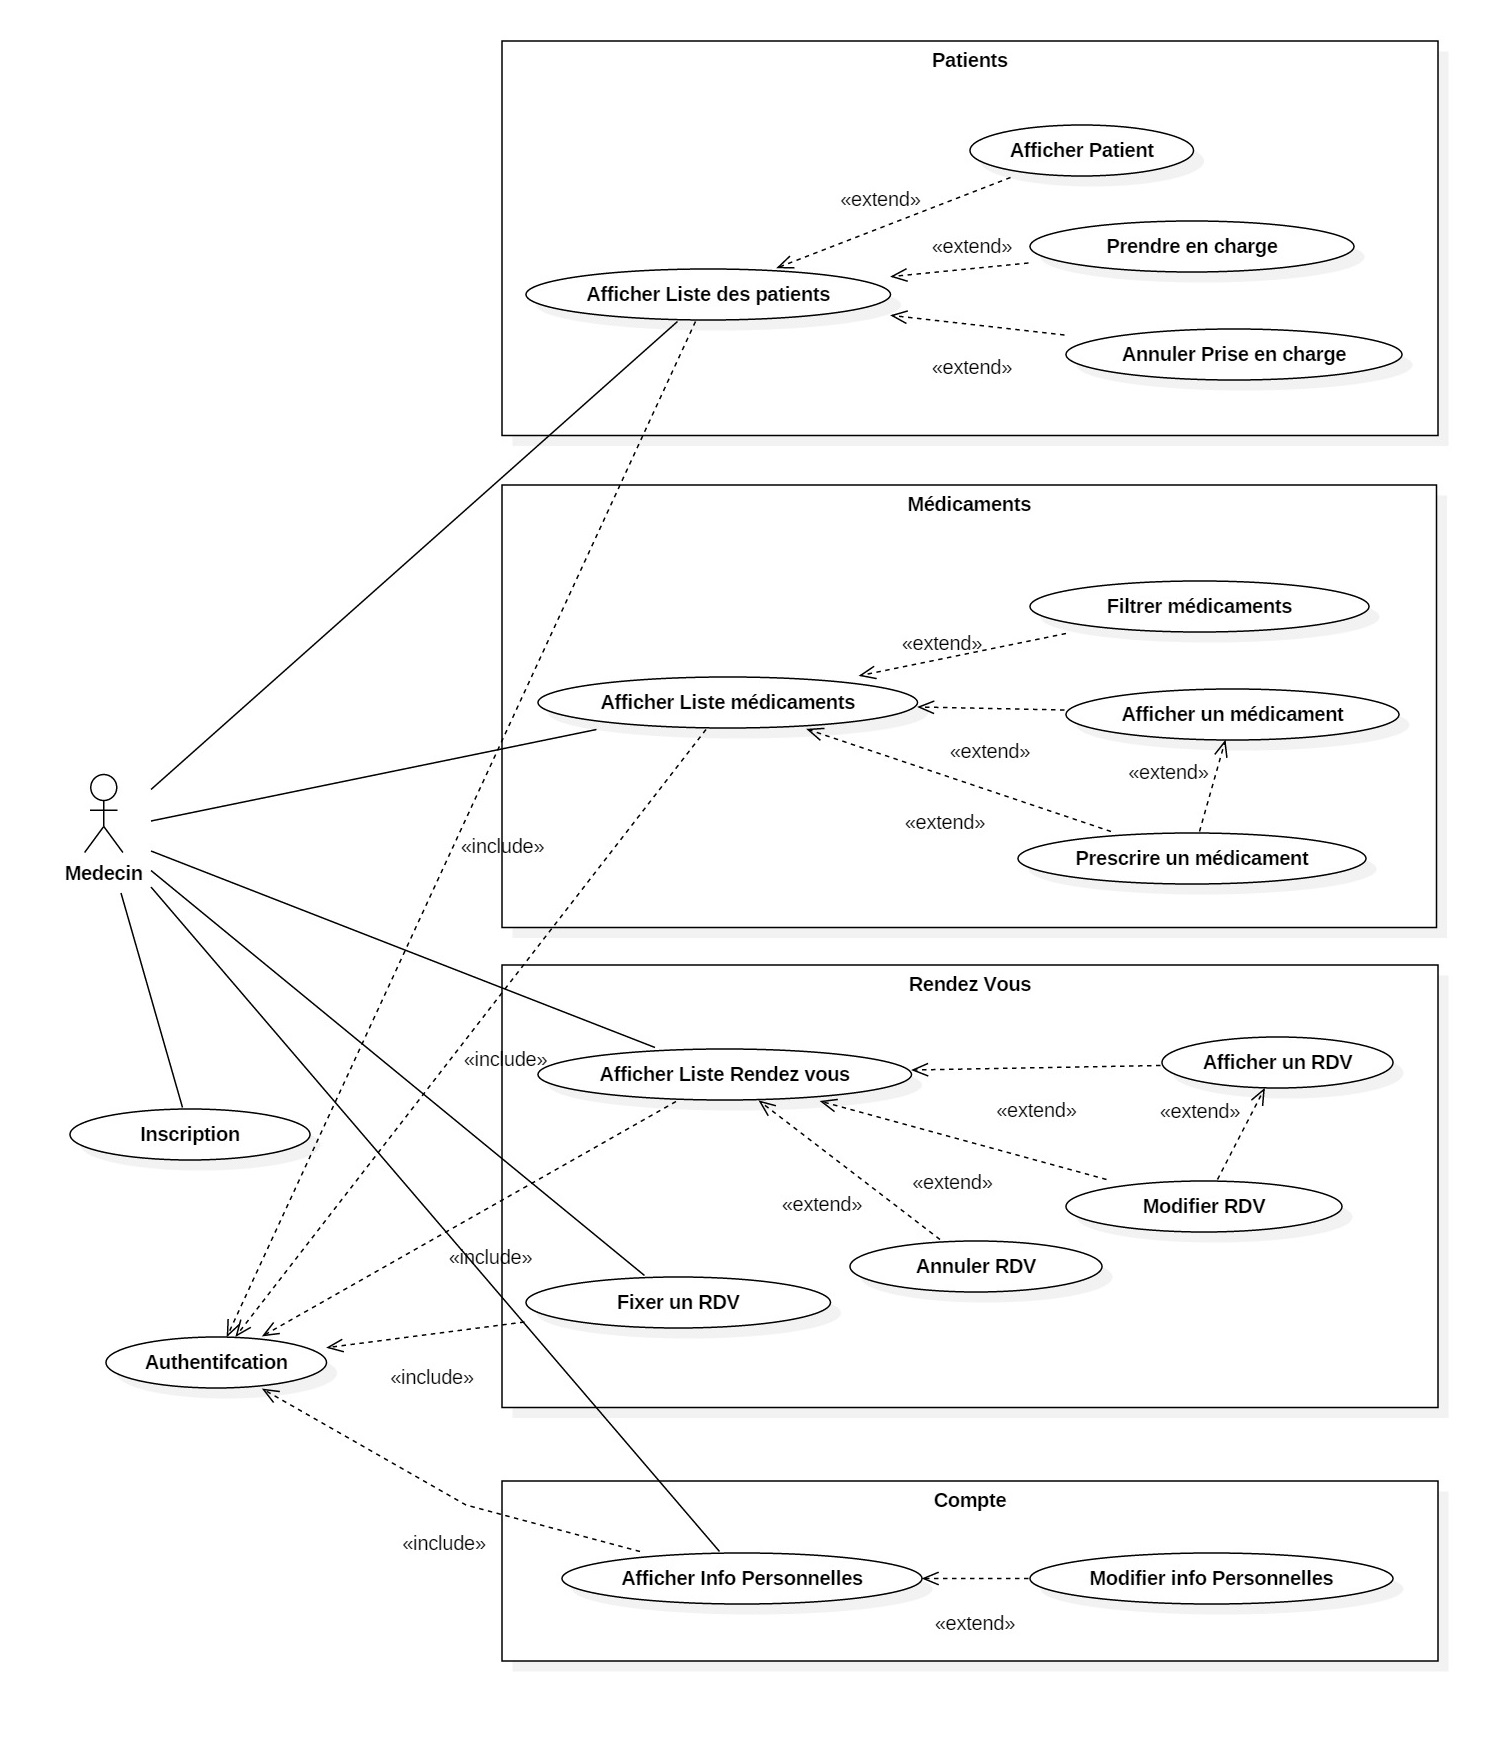 Patients
Afficher Patient
«extend»
«extend»
Prendre en charge
Afficher Liste des patients
Annuler Prise en charge
«extend»
Médicaments
Filtrer médicaments
«extend»
Afficher Liste médicaments
Afficher un médicament
«extend»
«extend»
«extend»
Prescrire un médicament
«include»
Medecin
Rendez Vous
«include»
Afficher Liste Rendez vous
Afficher un RDV
«extend»
«extend»
Inscription
«extend»
«extend»
Modifier RDV
«include»
Annuler RDV
Fixer un RDV
Authentifcation
«include»
Compte
«include»
Afficher Info Personnelles
Modifier info Personnelles
«extend»